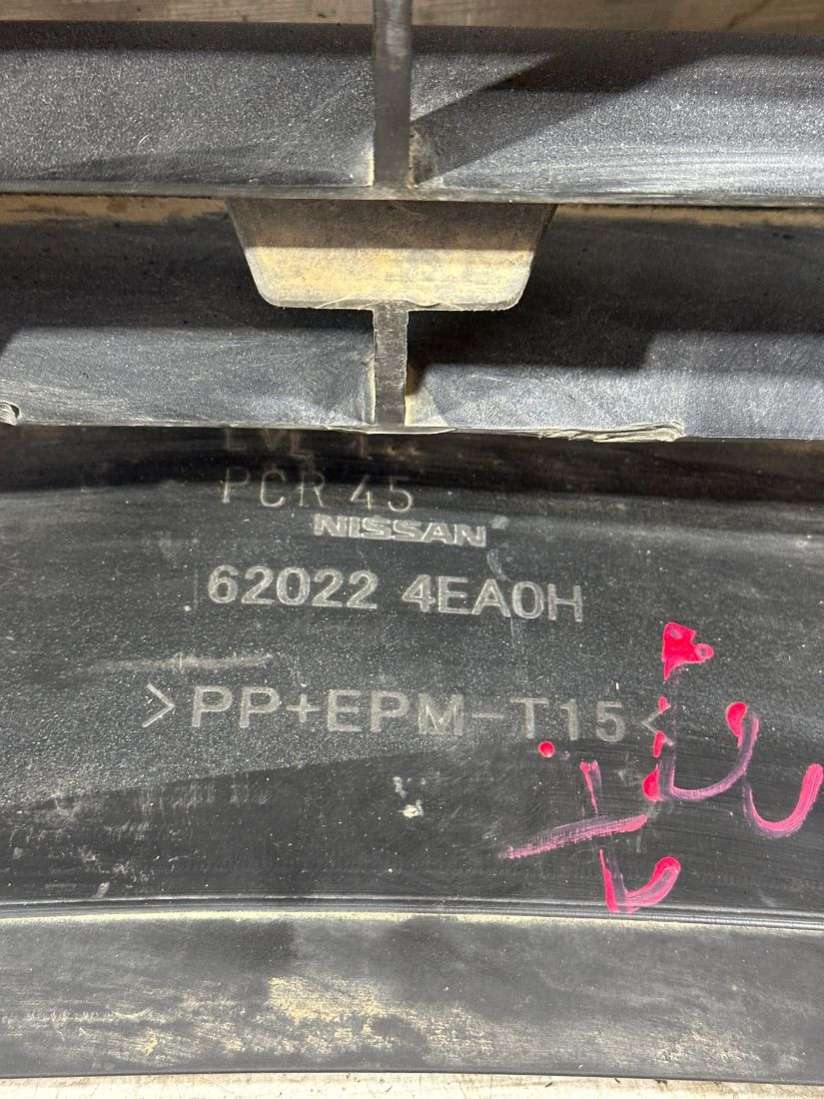 PCR 45
NISSAN
62022 4EA0H
>PP+EPM-T15<